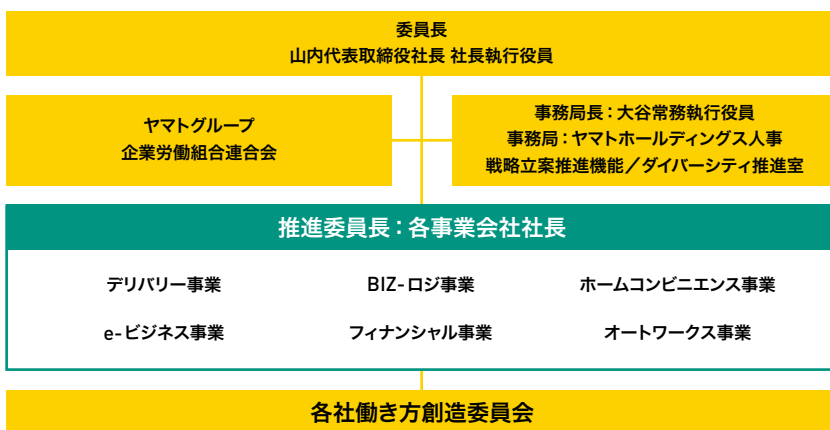 委員長
山内代表取締役社長 社長執行役員
ヤマトグループ
企業労働組合連合会
事務局長：大谷常務執行役員
事務局：ヤマトホールディングス人事
戦略立案推進機能／ダイバーシティ推進室
推進委員長：各事業会社社長
デリバリー事業
BIZ-ロジ事業
ホームコンビニエンス事業
e-ビジネス事業
フィナンシャル事業
オートワークス事業
各社働き方創造委員会